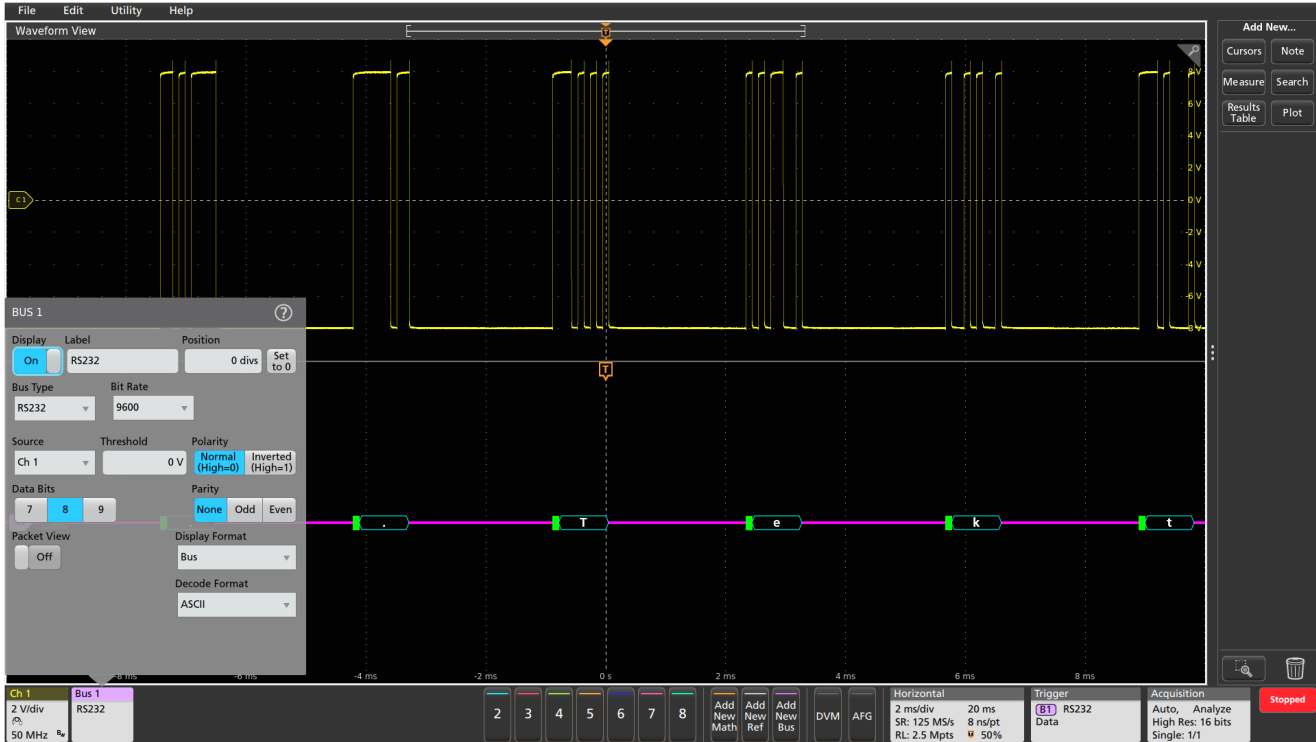 File Edit Utility Help
Waveform View
Add New...
Cursors Note
Measure Search
Results Table Plot
T
8 V
6 V
4 V
2 V
0 V
-2 V
-4 V
-6 V
-8 V
C 1
BUS 1 ?
Display Label Position
On RS232 0 divs Set to 0
Bus Type Bit Rate
RS232 9600
Source Threshold Polarity
Ch 1 0 V Normal (High=0) Inverted (High=1)
Data Bits Parity
7 8 9 None Odd Even
Packet View Display Format
Off Bus
Decode Format
ASCII
T
. T e k t
-8 ms -6 ms -4 ms -2 ms 0 s 2 ms 4 ms 6 ms 8 ms
Ch 1
2 V/div
50 MHz Bw
Bus 1
RS232
2 3 4 5 6 7 8
Add New Math
Add New Ref
Add New Bus
DVM AFG
Horizontal
2 ms/div 20 ms
SR: 125 MS/s 8 ns/pt
RL: 2.5 Mpts 50%
Trigger
B1 RS232
Data
Acquisition
Auto, Analyze
High Res: 16 bits
Single: 1/1
Stopped